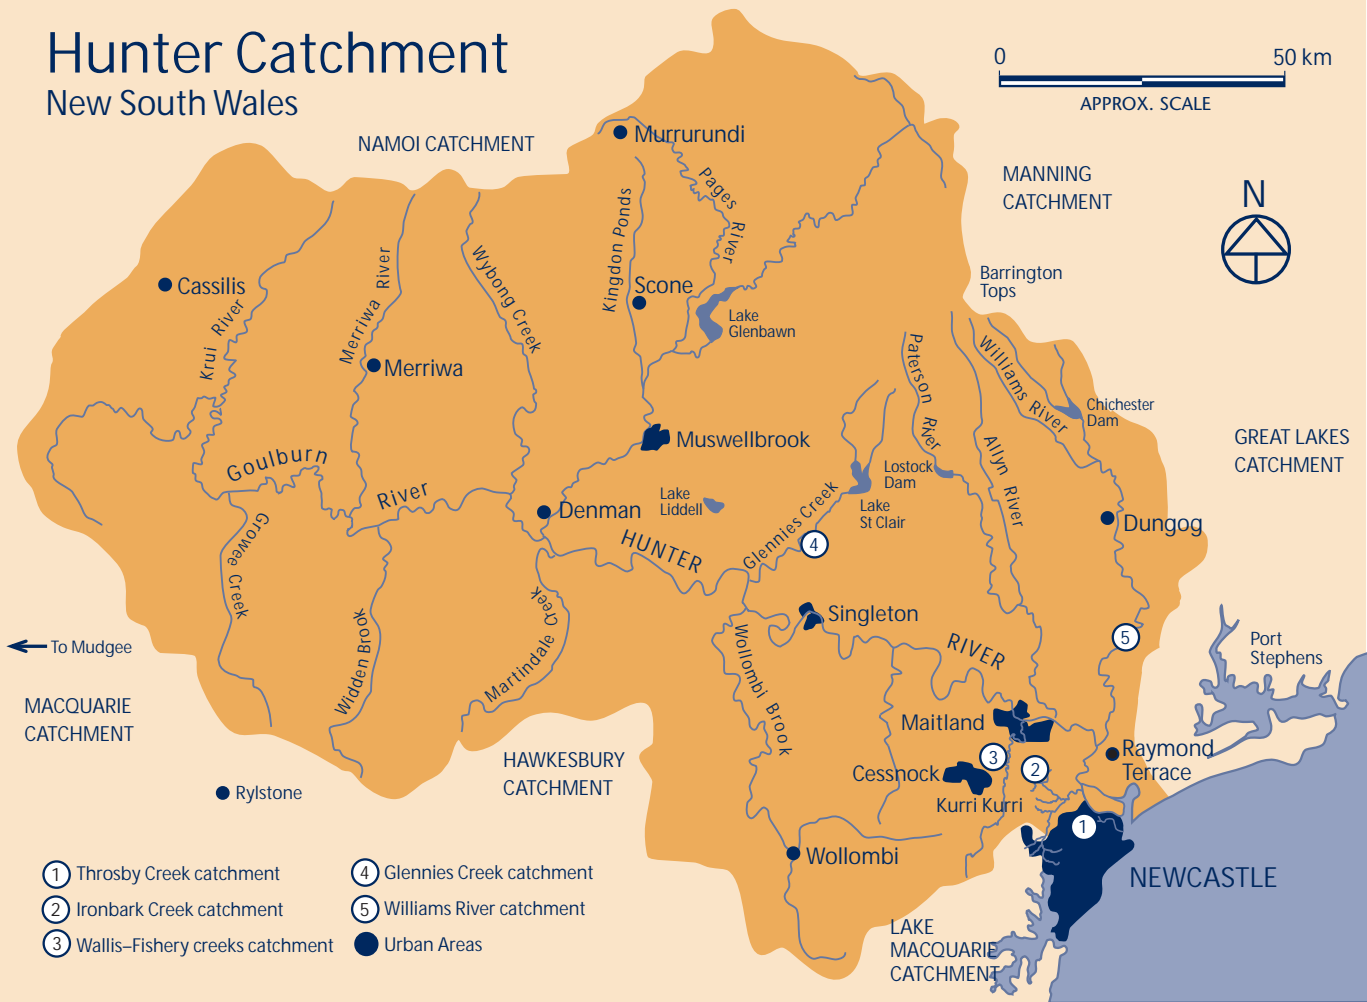 Hunter Catchment
New South Wales
0 50 km
APPROX. SCALE
NAMOI CATCHMENT
MANNING
CATCHMENT
N
Murrurundi
Pages River
Kingdon Ponds
Barrington
Tops
Cassilis
Krui River
Merriwa River
Wybong Creek
Scone
Lake
Glenbawn
Merriwa
Paterson River
Williams River
Chichester
Dam
Muswellbrook
Allyn River
GREAT LAKES
CATCHMENT
Goulburn
River
Lostock
Dam
Lake
Liddell
Lake
St Clair
Denman
Dungog
Growee Creek
HUNTER
Glennies Creek
4
Martindale Creek
Singleton
5
Widden Brook
Wollombi Brook
RIVER
To Mudgee
Port
Stephens
MACQUARIE
CATCHMENT
HAWKESBURY
CATCHMENT
Maitland
3
2
Raymond
Terrace
Cessnock
Kurri Kurri
Rylstone
1
Wollombi
NEWCASTLE
LAKE
MACQUARIE
CATCHMENT
1 Throsby Creek catchment
2 Ironbark Creek catchment
3 Wallis–Fishery creeks catchment
4 Glennies Creek catchment
5 Williams River catchment
Urban Areas